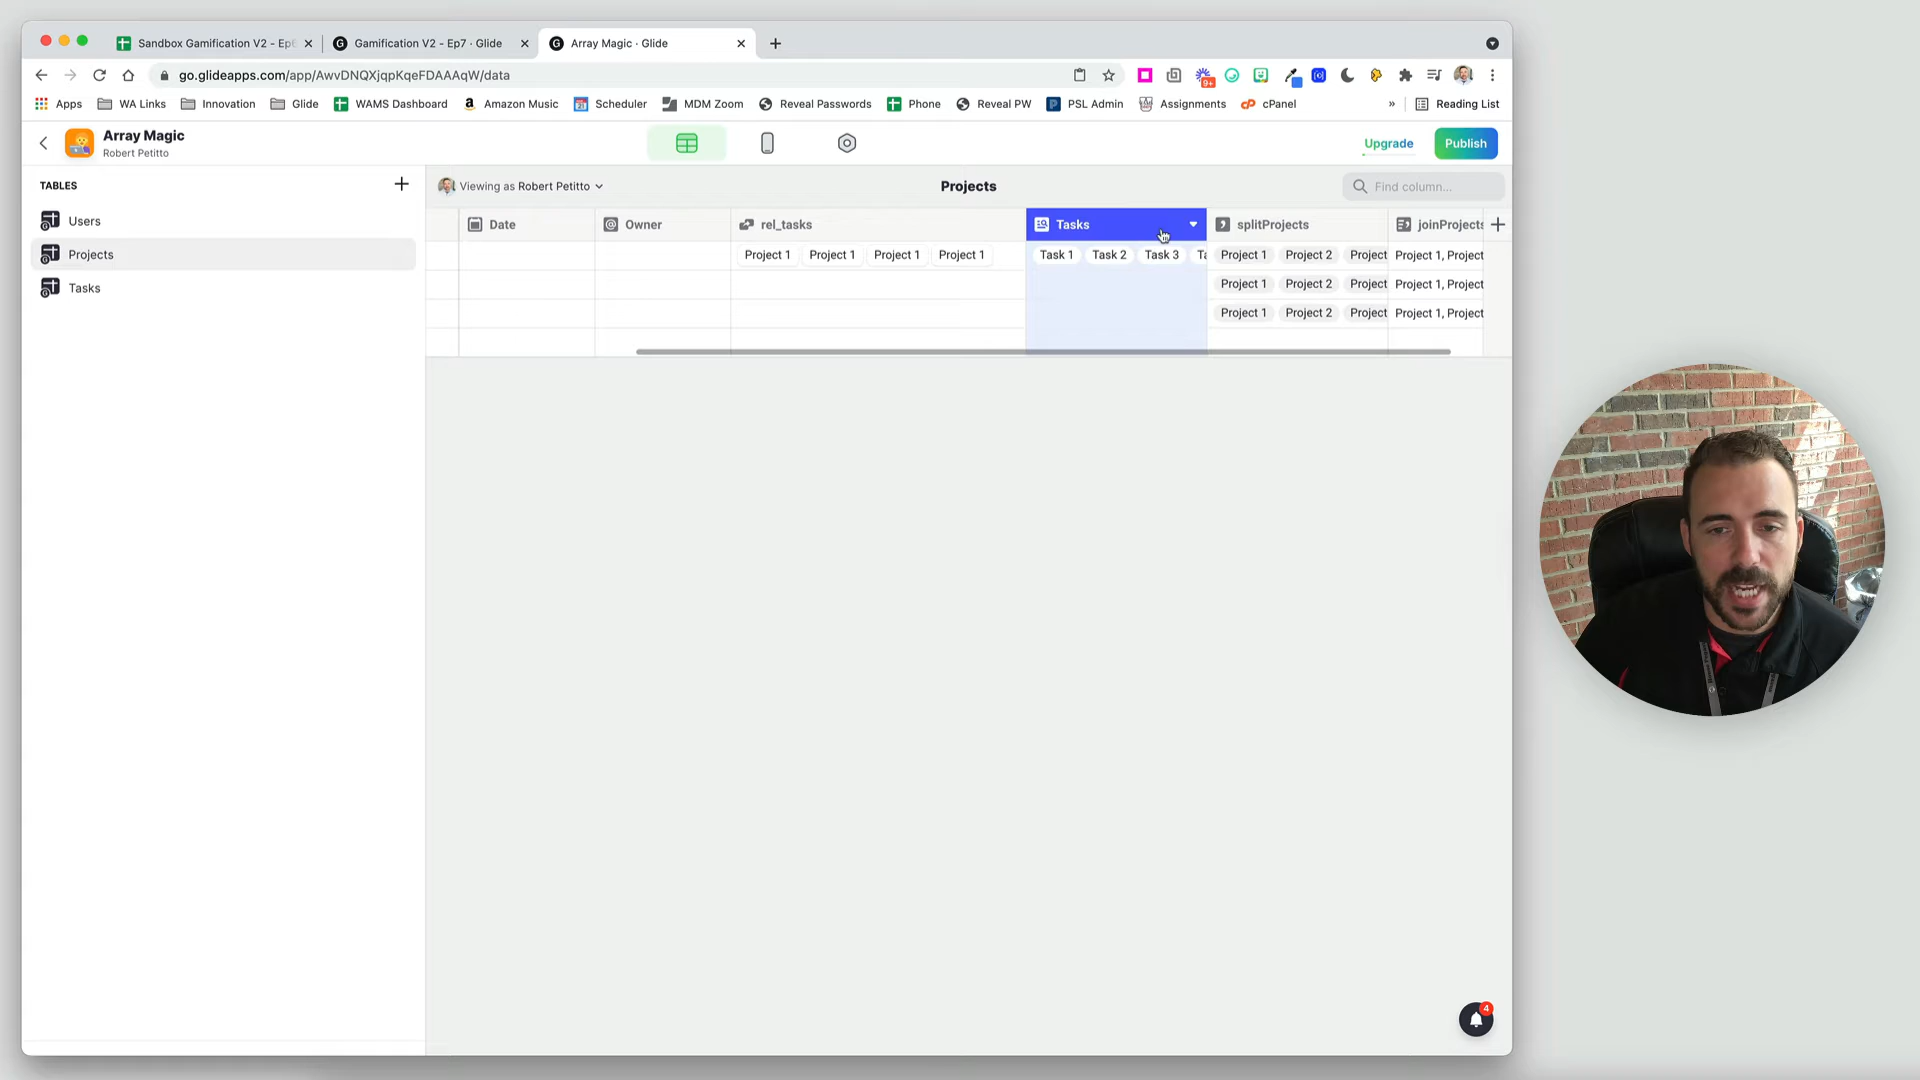 Sandbox Gamification V2 - Ep
Gamification V2 - Ep7 · Glide
Array Magic · Glide
go.glideapps.com/app/AwvDNQXjqpKqeFDAAAqW/data
9+
Apps
WA Links
Innovation
Glide
WAMS Dashboard
Amazon Music
Scheduler
MDM Zoom
Reveal Passwords
Phone
Reveal PW
PSL Admin
Assignments
cPanel
»
Reading List
Array Magic
Robert Petitto
Upgrade
Publish
TABLES
Viewing as Robert Petitto
Projects
Find column...
Users
Projects
Tasks
Date
Owner
rel_tasks
Tasks
splitProjects
joinProjects
Project 1 Project 1 Project 1 Project 1 Task 1 Task 2 Task 3 Ta Project 1 Project 2 Project Project 1, Project
Project 1 Project 2 Project Project 1, Project
Project 1 Project 2 Project Project 1, Project
4